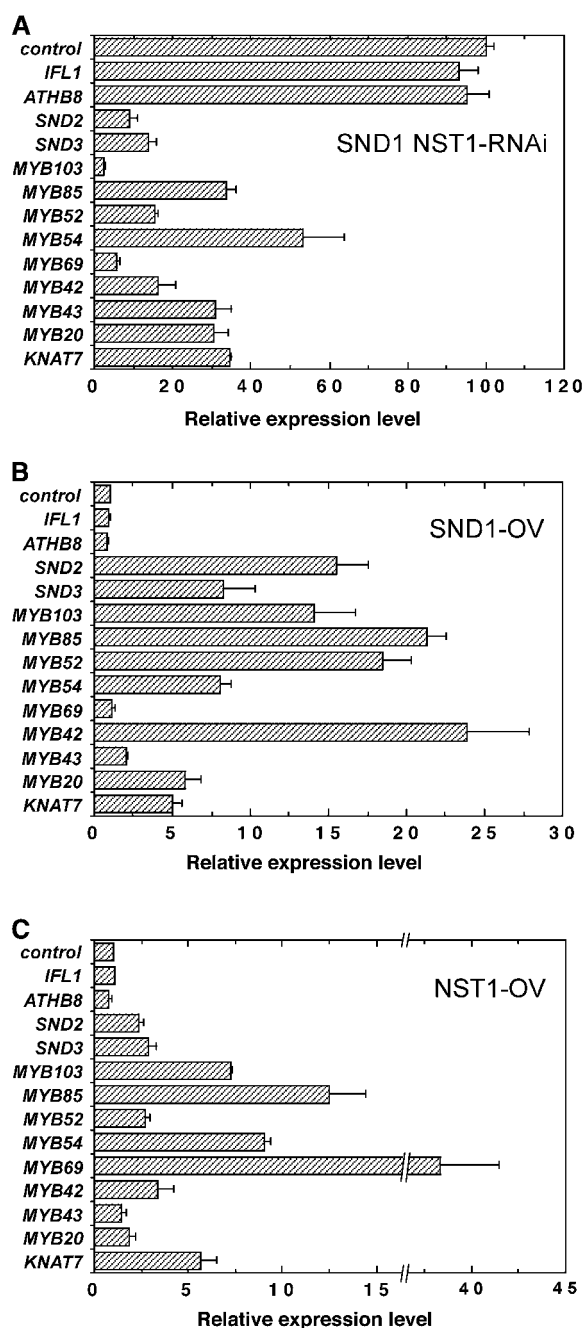 A
control
IFL1
ATHB8
SND2
SND3
MYB103
MYB85
MYB52
MYB54
MYB69
MYB42
MYB43
MYB20
KNAT7
SND1 NST1-RNAi
0 20 40 60 80 100 120
Relative expression level
B
control
IFL1
ATHB8
SND2
SND3
MYB103
MYB85
MYB52
MYB54
MYB69
MYB42
MYB43
MYB20
KNAT7
SND1-OV
0 5 10 15 20 25 30
Relative expression level
C
control
IFL1
ATHB8
SND2
SND3
MYB103
MYB85
MYB52
MYB54
MYB69
MYB42
MYB43
MYB20
KNAT7
NST1-OV
0 5 10 15 40 45
Relative expression level